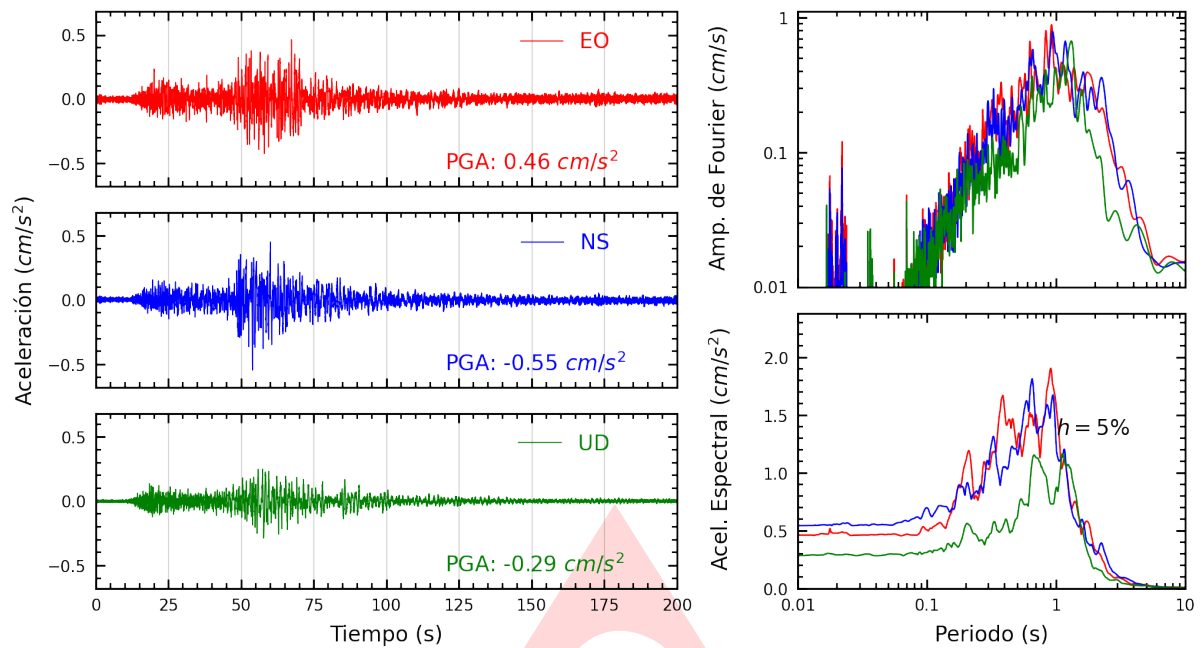 Aceleración (cm/s²)
0.5
0.0
−0.5
EO
PGA: 0.46 cm/s²
0.5
0.0
−0.5
NS
PGA: -0.55 cm/s²
0.5
0.0
−0.5
UD
PGA: -0.29 cm/s²
0 25 50 75 100 125 150 175 200
Tiempo (s)
Amp. de Fourier (cm/s)
1
0.1
0.01
Acel. Espectral (cm/s²)
2.0
1.5
1.0
0.5
0.0
h = 5%
0.01 0.1 1 10
Periodo (s)